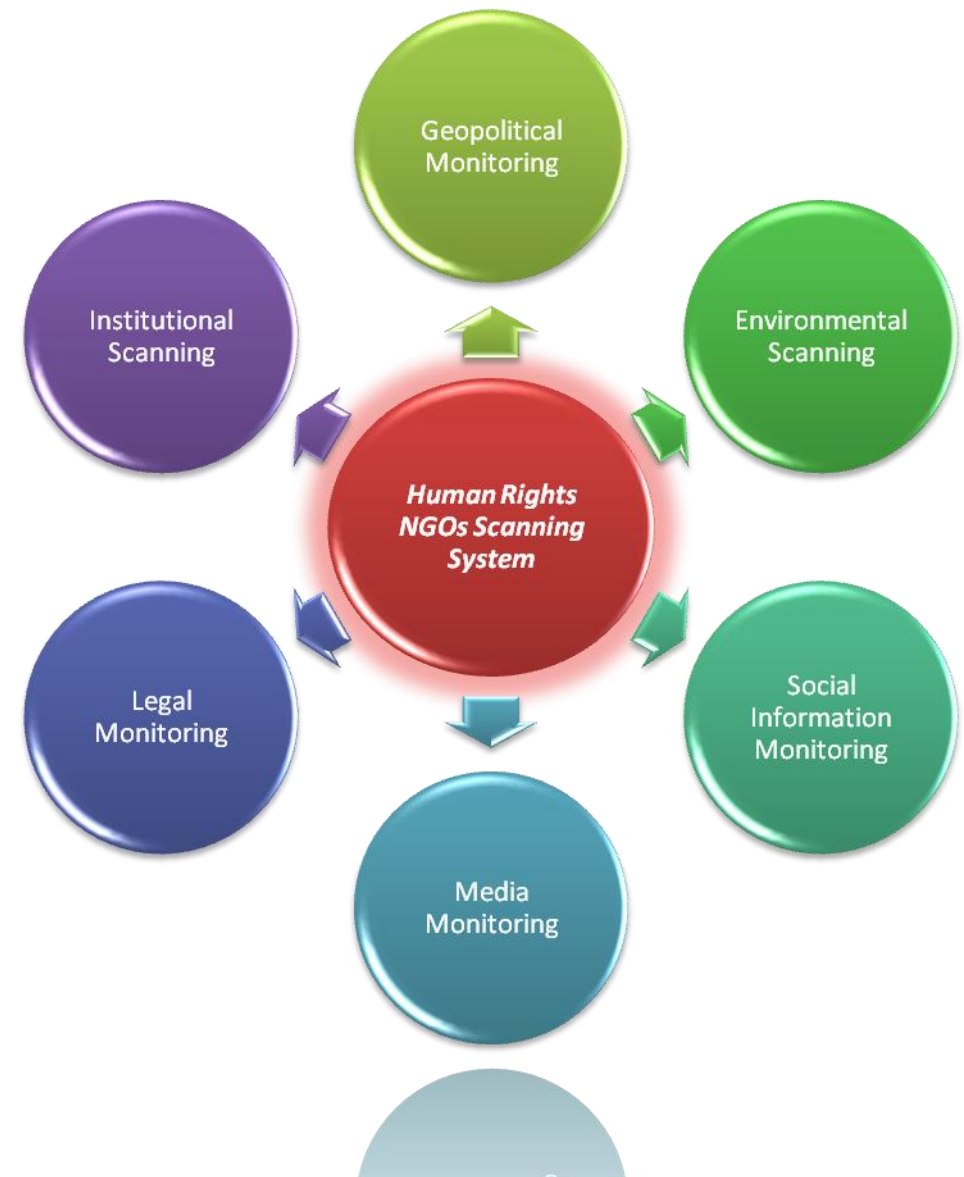 Geopolitical
Monitoring
Environmental
Scanning
Social
Information
Monitoring
Media
Monitoring
Legal
Monitoring
Institutional
Scanning
Human Rights
NGOs Scanning
System